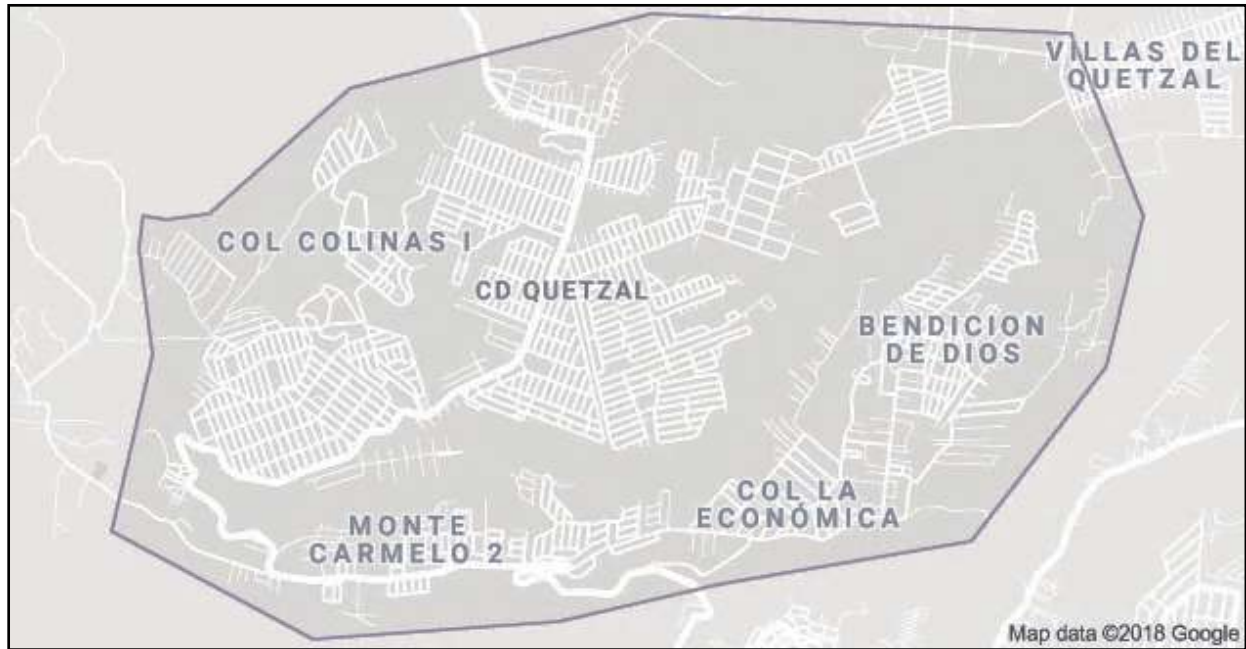 VILLAS DEL
QUETZAL
COL COLINAS I
CD QUETZAL
BENDICION
DE DIOS
COL LA
ECONÓMICA
MONTE
CARMELO 2
Map data ©2018 Google